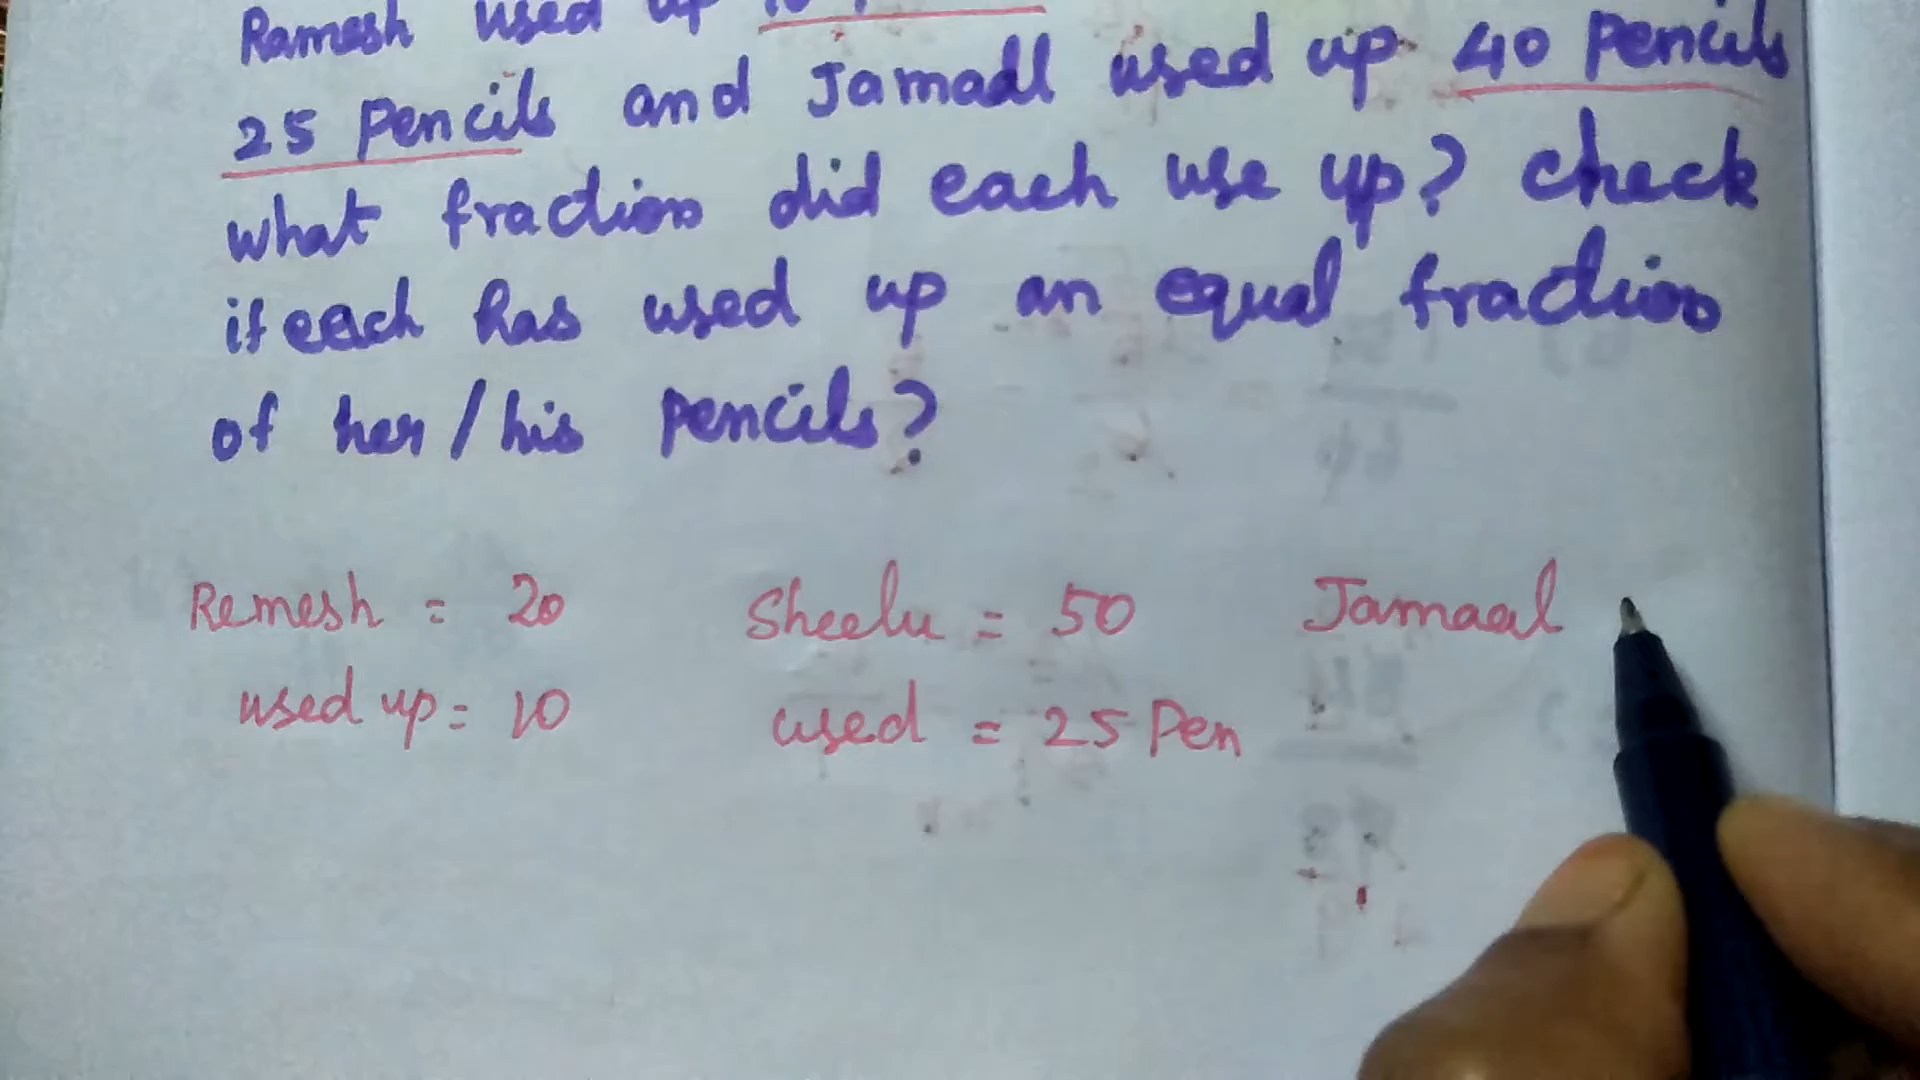 Ramesh used up
25 Pencils and Jamaal used up 40 Pencils
what fraction did each use up? check
if each has used up an equal fraction
of her/his pencils?
Remesh = 20 Sheelu = 50 Jamaal
used up = 10 used = 25 Pen